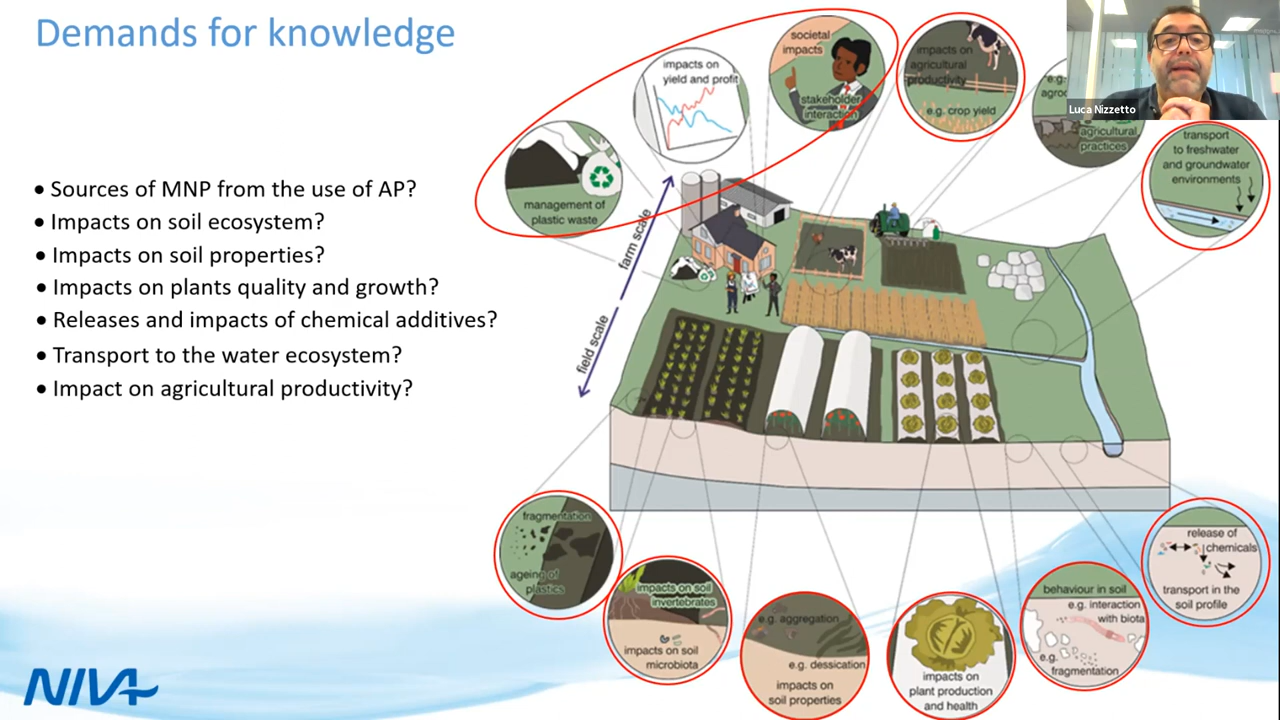 Demands for knowledge
• Sources of MNP from the use of AP?
• Impacts on soil ecosystem?
• Impacts on soil properties?
• Impacts on plants quality and growth?
• Releases and impacts of chemical additives?
• Transport to the water ecosystem?
• Impact on agricultural productivity?
management of
plastic waste
impacts on
yield and profit
societal
impacts
stakeholder
interaction
impacts on
agricultural
productivity
e.g. crop yield
e.g.
agricultural
practices
Luca Nizzetto
transport
to freshwater
and groundwater
environments
farm scale
field scale
fragmentation
ageing of
plastics
impacts on soil
invertebrates
impacts on soil
microbiota
e.g. aggregation
e.g. dessication
impacts on
soil properties
impacts on
plant production
and health
behaviour in soil
e.g. interaction
with biota
e.g.
fragmentation
release of
chemicals
transport in the
soil profile
NIVA